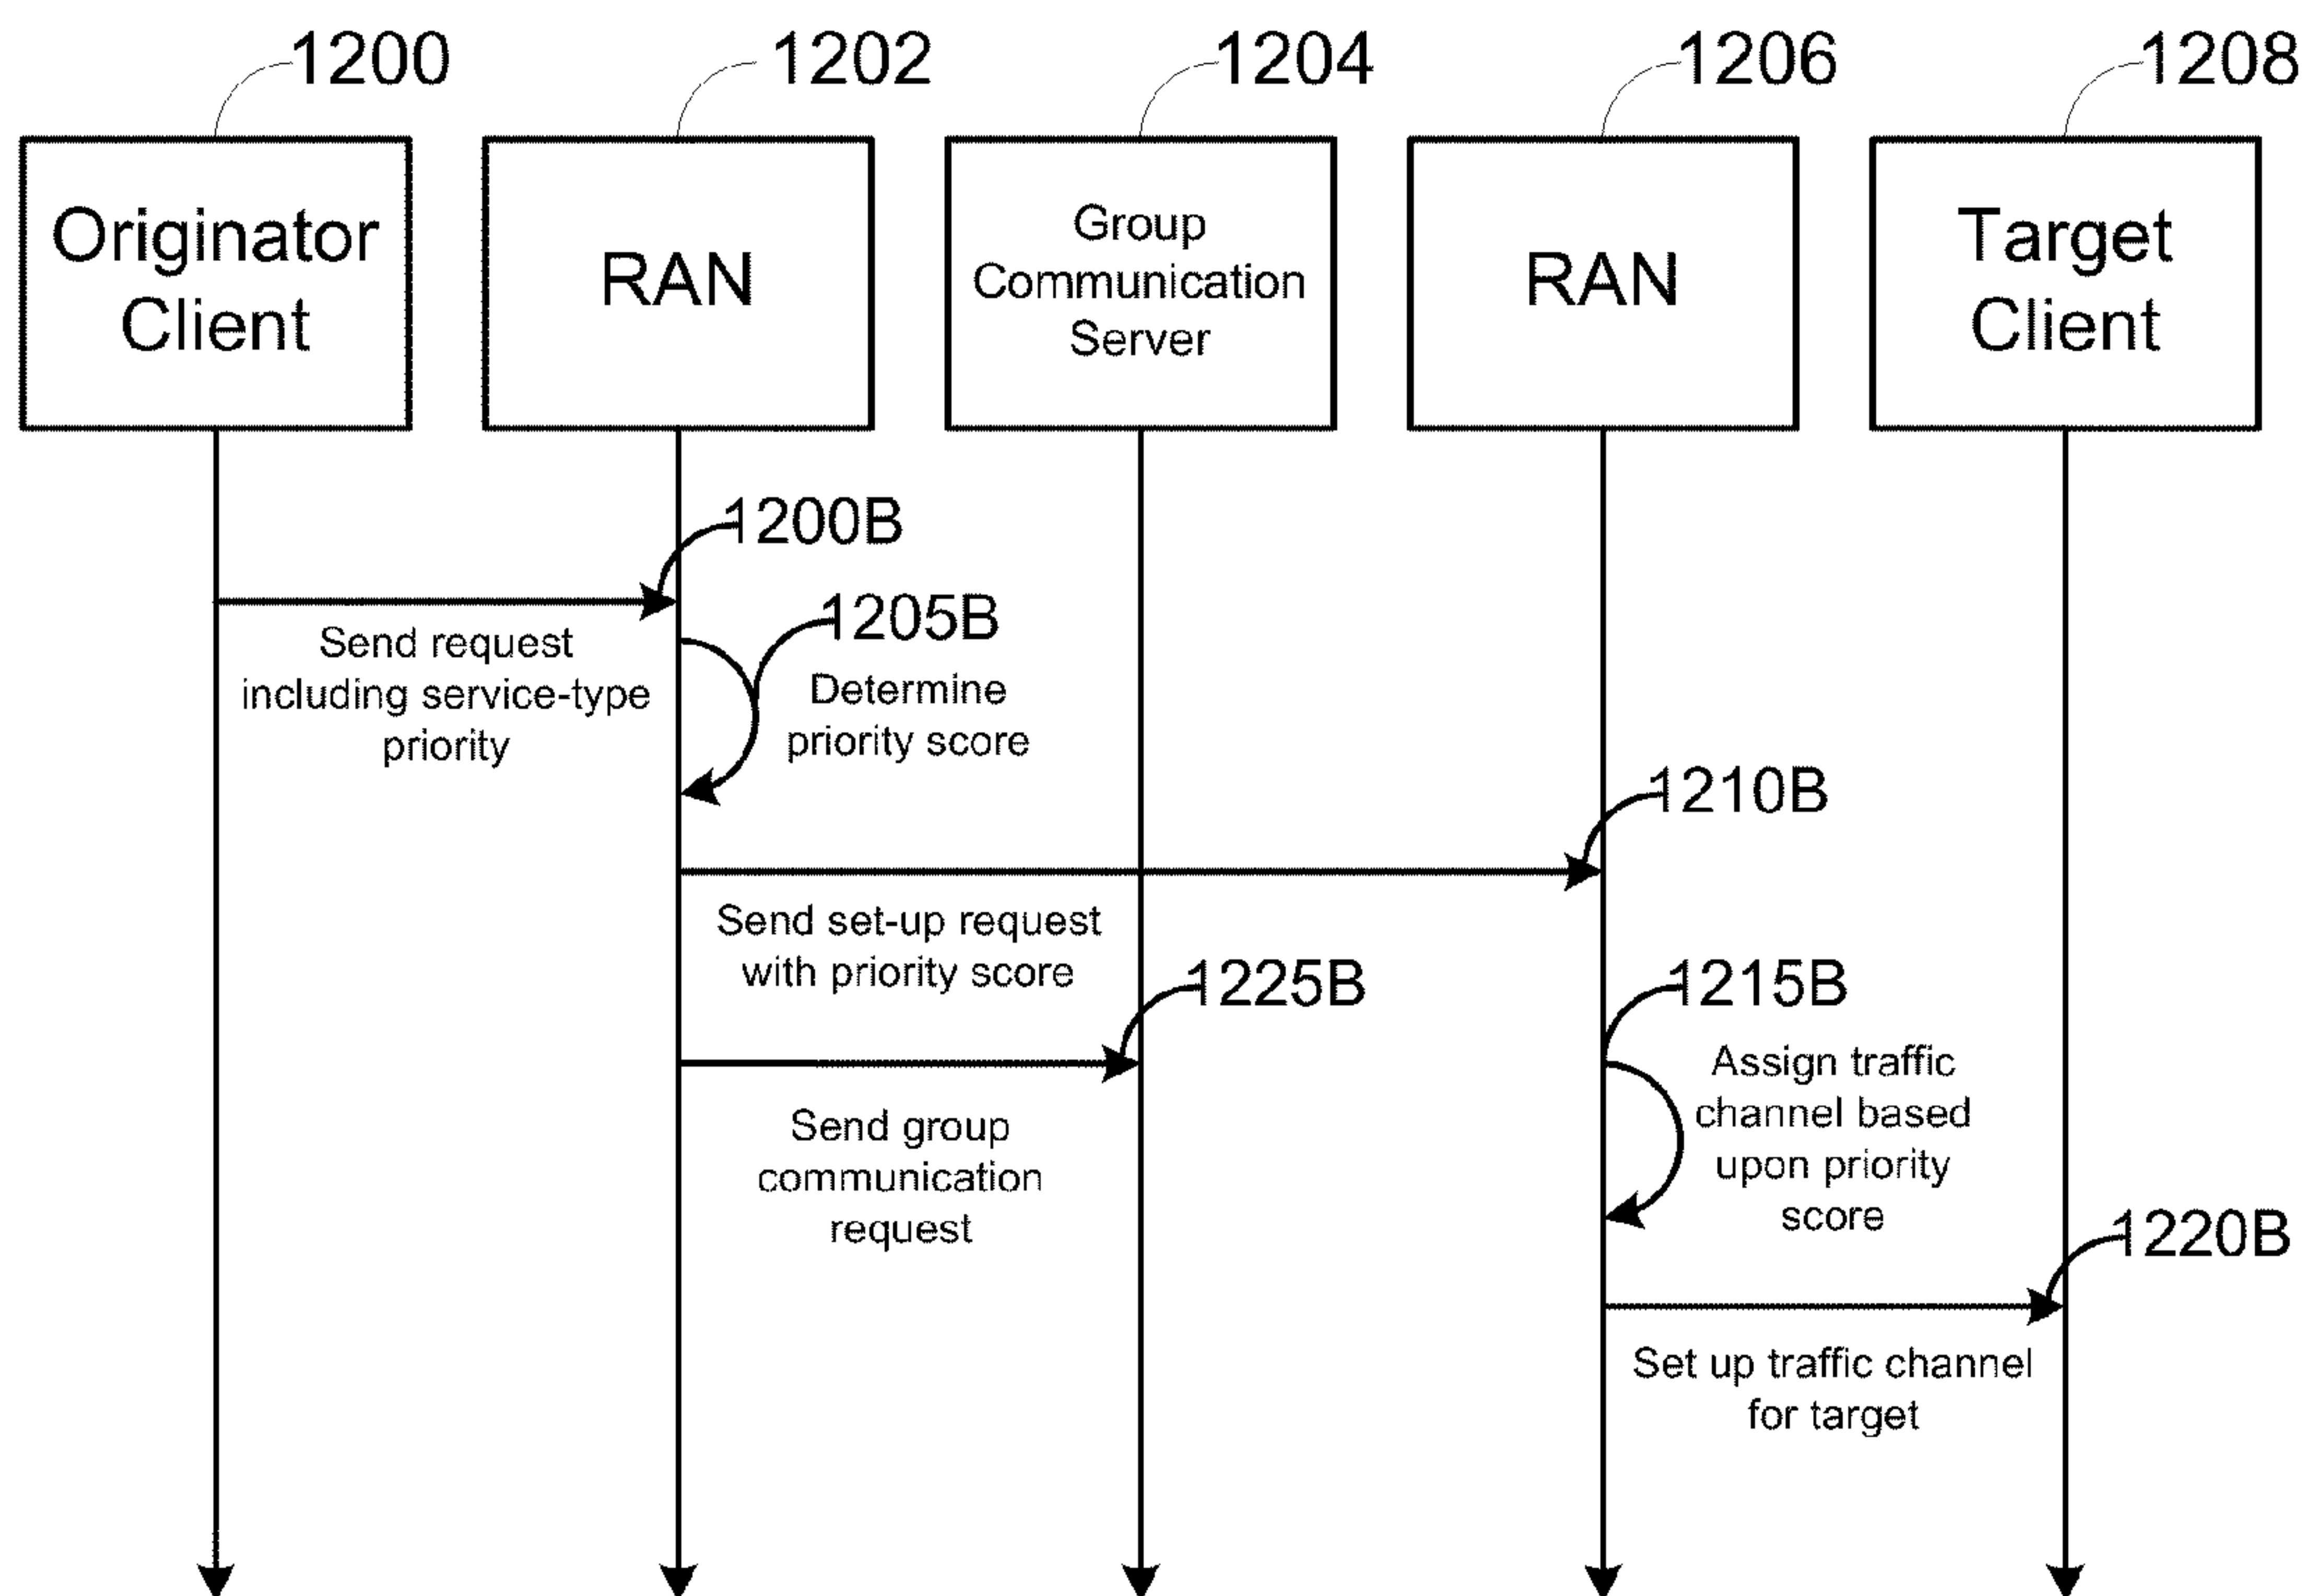 1200
1202
1204
1206
1208
Originator
Client
RAN
Group
Communication
Server
RAN
Target
Client
1200B
Send request
including service-type
priority
1205B
Determine
priority score
1210B
Send set-up request
with priority score
1225B
Send group
communication
request
1215B
Assign traffic
channel based
upon priority
score
1220B
Set up traffic channel
for target